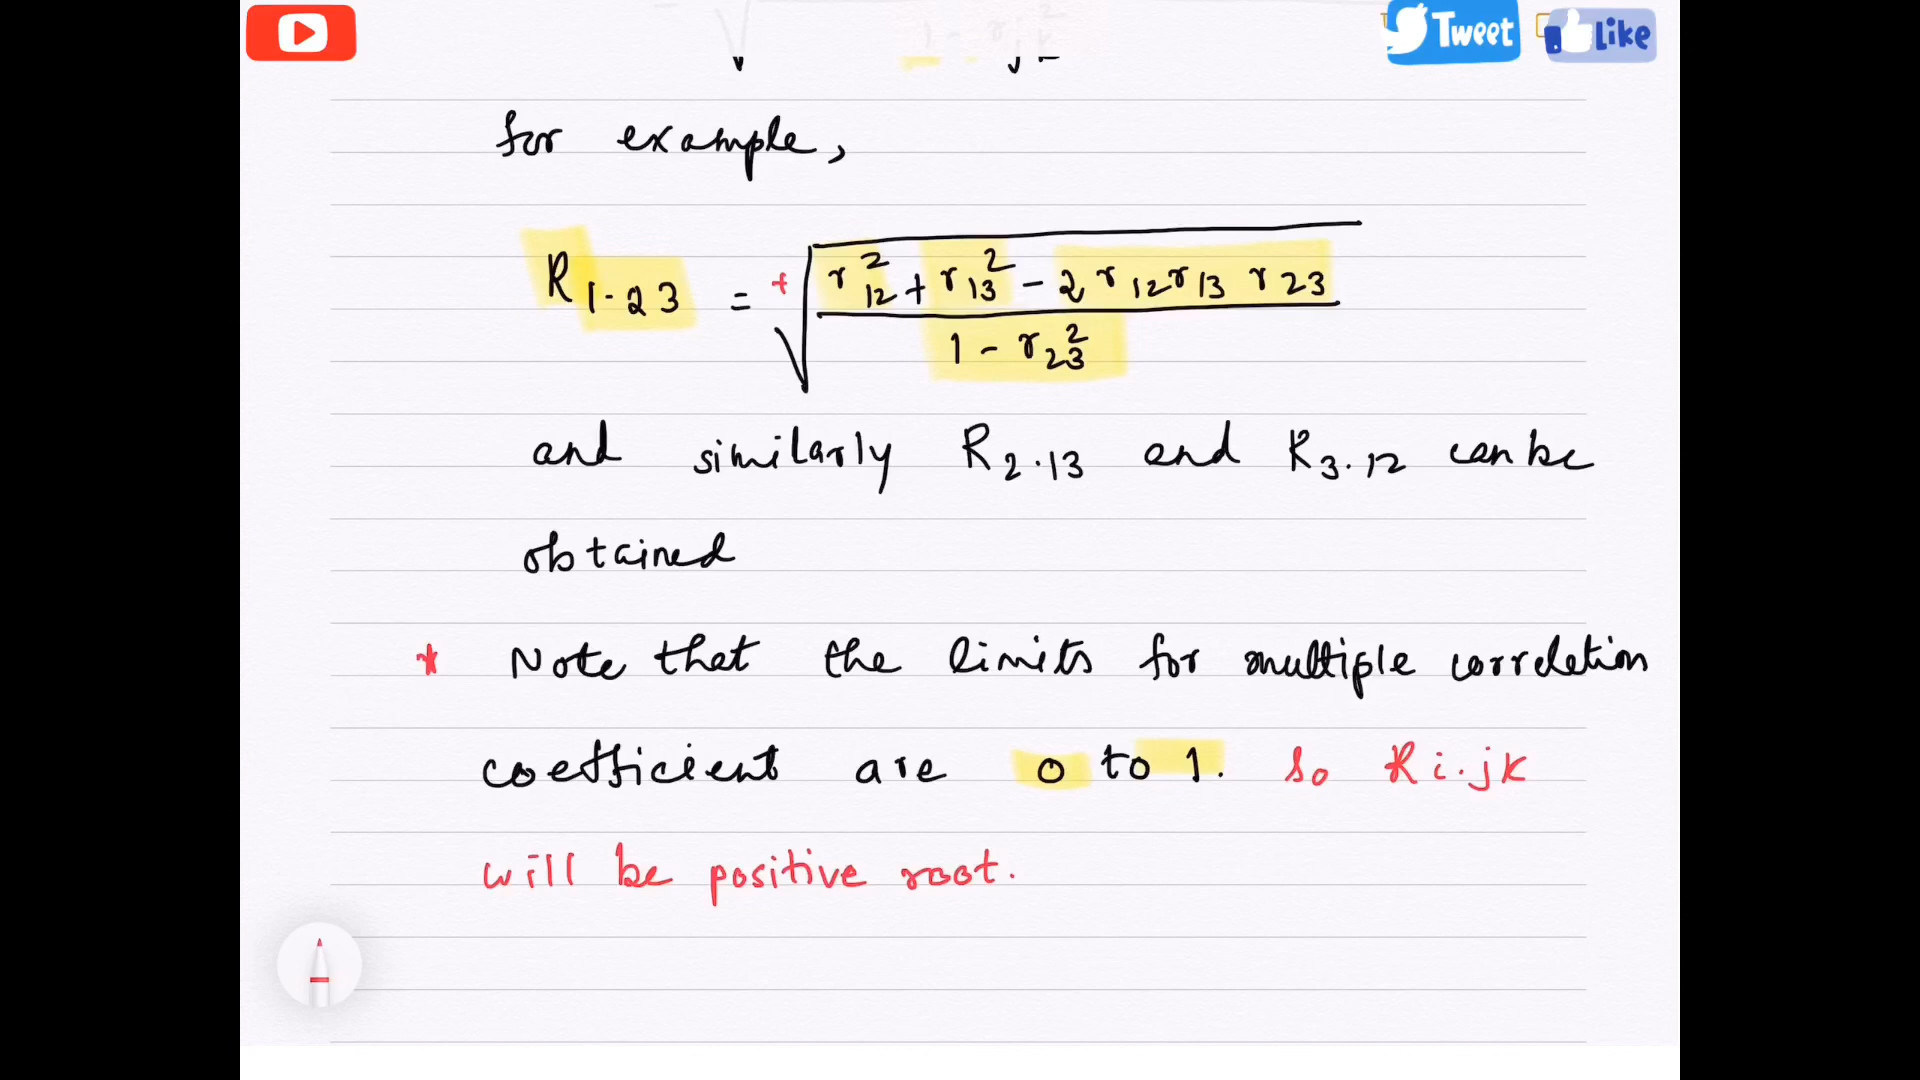 Tweet
Like
for example,
R1.23 = +√((r12² + r13² - 2 r12 r13 r23) / (1 - r23²))
and similarly R2.13 and R3.12 can be
obtained
* Note that the limits for multiple correletion
coefficient are 0 to 1. So Ri.jk
will be positive root.